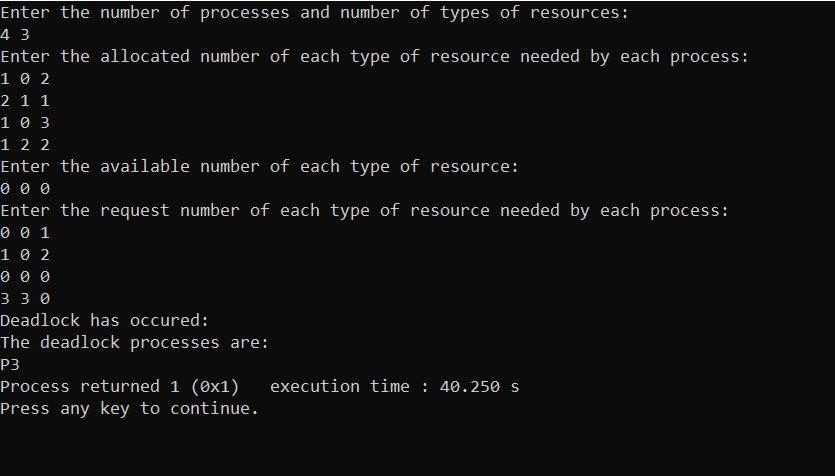 Enter the number of processes and number of types of resources:
4 3
Enter the allocated number of each type of resource needed by each process:
1 0 2
2 1 1
1 0 3
1 2 2
Enter the available number of each type of resource:
0 0 0
Enter the request number of each type of resource needed by each process:
0 0 1
1 0 2
0 0 0
3 3 0
Deadlock has occured:
The deadlock processes are:
P3
Process returned 1 (0x1)   execution time : 40.250 s
Press any key to continue.